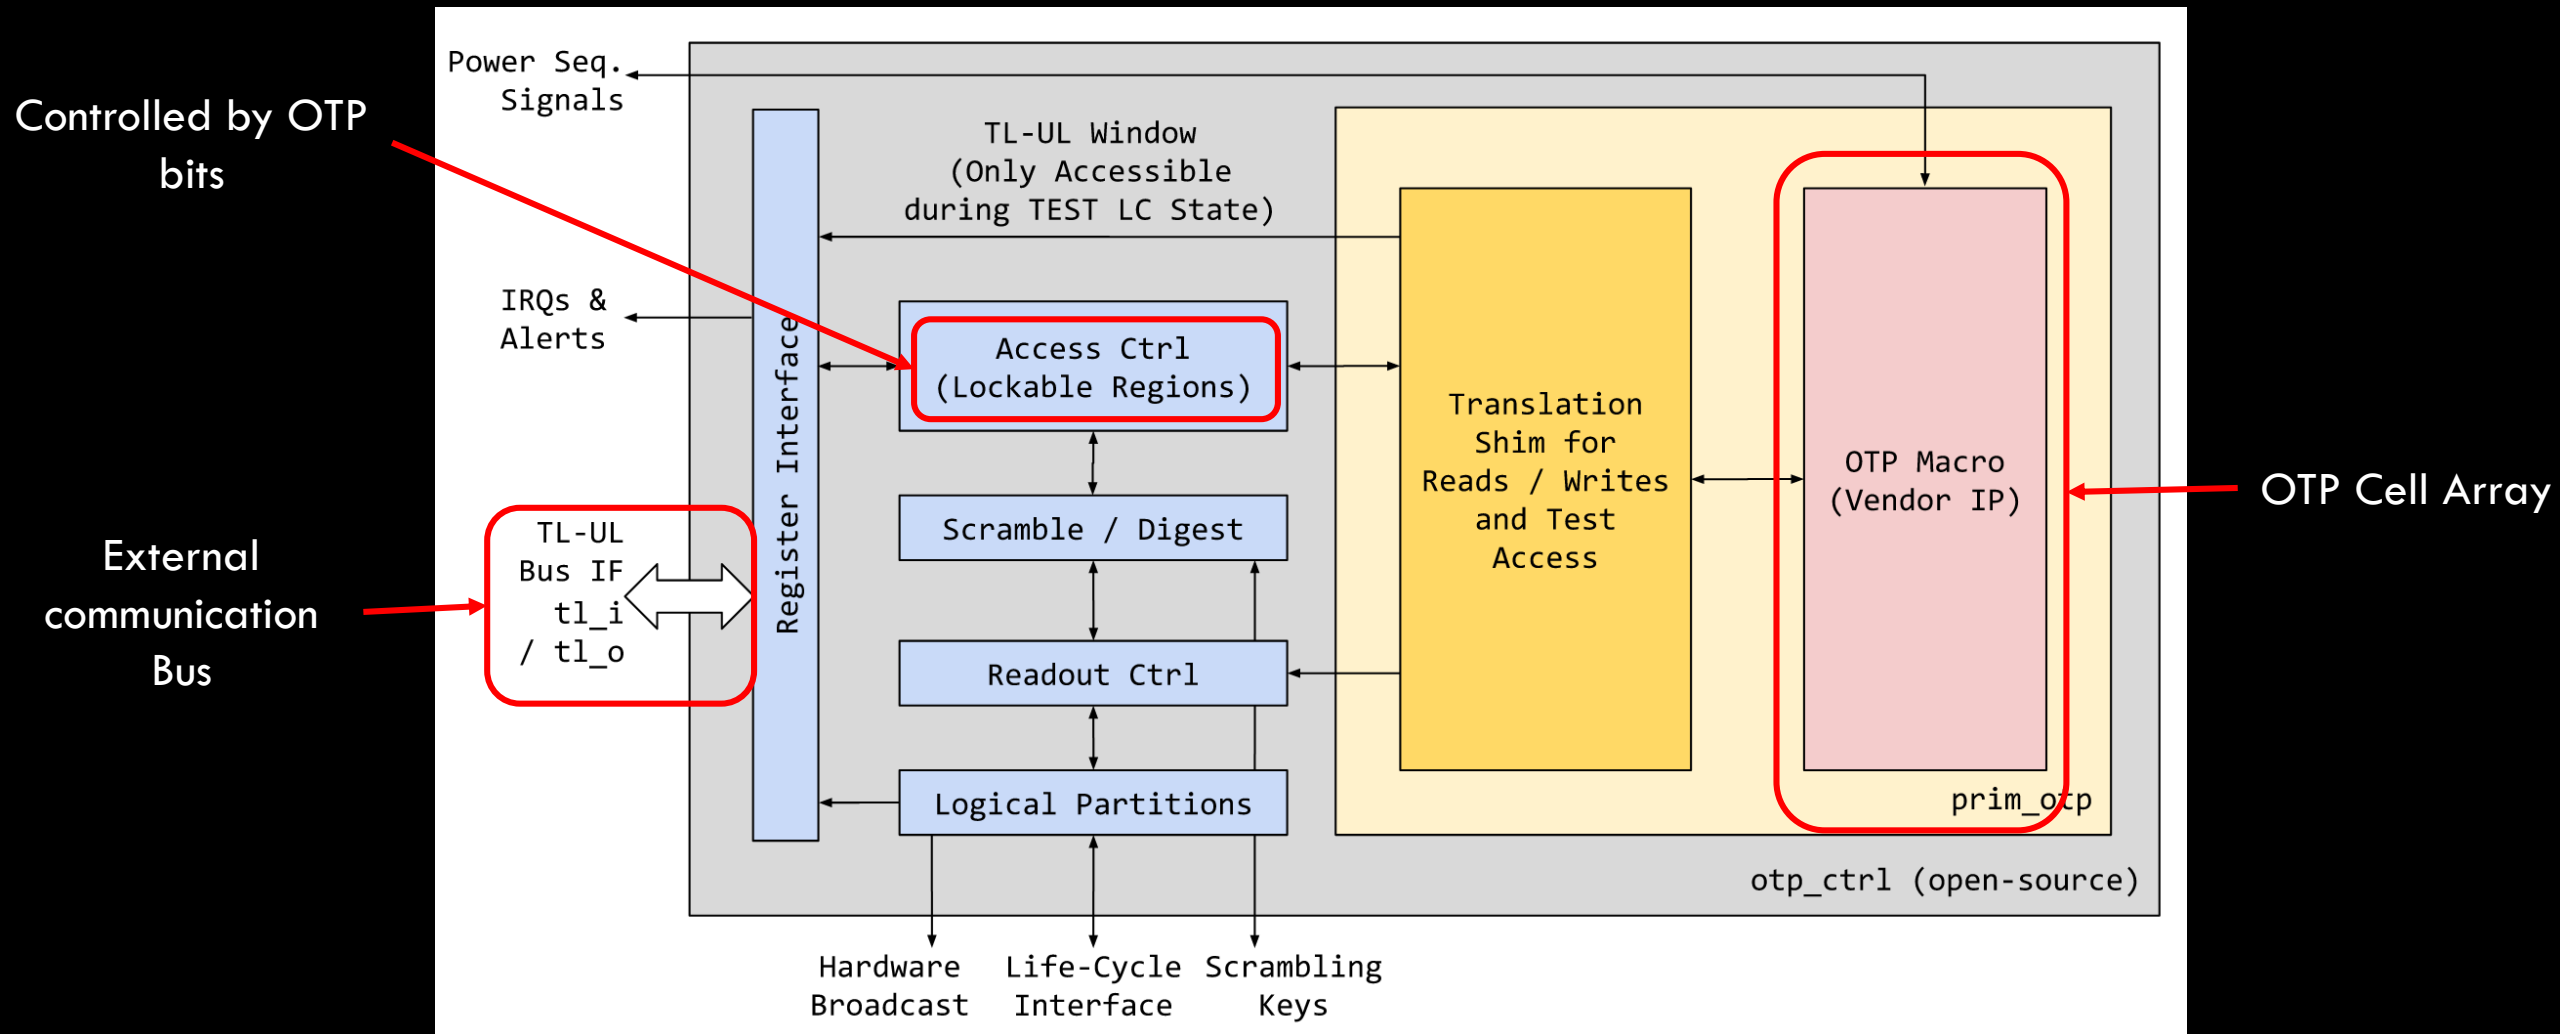 Power Seq.
Signals
Controlled by OTP
bits
TL-UL Window
(Only Accessible
during TEST LC State)
IRQs &
Alerts
Register Interface
Access Ctrl
(Lockable Regions)
Translation
Shim for
Reads / Writes
and Test
Access
OTP Macro
(Vendor IP)
OTP Cell Array
External
communication
Bus
TL-UL
Bus IF
tl_i
/ tl_o
Scramble / Digest
Readout Ctrl
Logical Partitions
prim_otp
otp_ctrl (open-source)
Hardware
Broadcast
Life-Cycle
Interface
Scrambling
Keys